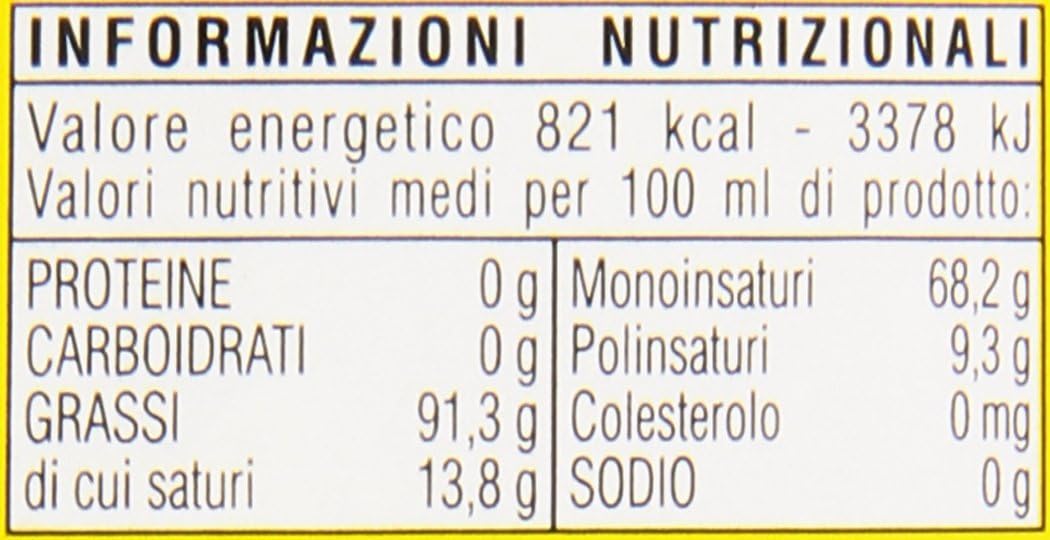 INFORMAZIONI NUTRIZIONALI
Valore energetico 821 kcal - 3378 kJ
Valori nutritivi medi per 100 ml di prodotto:
PROTEINE 0 g
CARBOIDRATI 0 g
GRASSI 91,3 g
di cui saturi 13,8 g
Monoinsaturi 68,2 g
Polinsaturi 9,3 g
Colesterolo 0 mg
SODIO 0 g